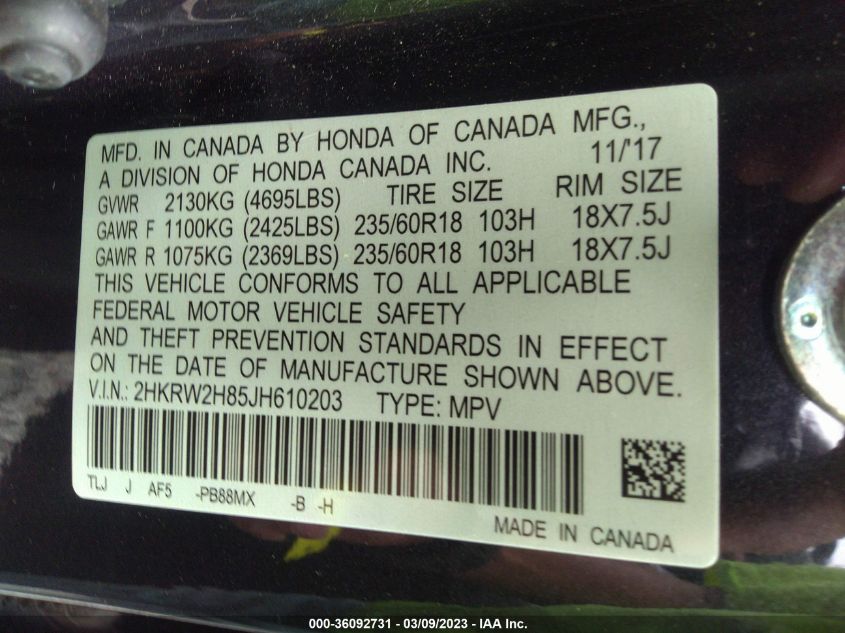 MFD. IN CANADA BY HONDA OF CANADA MFG.,
A DIVISION OF HONDA CANADA INC. 11/'17
GVWR 2130KG (4695LBS) TIRE SIZE RIM SIZE
GAWR F 1100KG (2425LBS) 235/60R18 103H 18X7.5J
GAWR R 1075KG (2369LBS) 235/60R18 103H 18X7.5J
THIS VEHICLE CONFORMS TO ALL APPLICABLE
FEDERAL MOTOR VEHICLE SAFETY
AND THEFT PREVENTION STANDARDS IN EFFECT
ON THE DATE OF MANUFACTURE SHOWN ABOVE.
V.I.N.: 2HKRW2H85JH610203 TYPE: MPV
TLJ J AF5 -PB88MX -B -H
MADE IN CANADA
000-36092731 - 03/09/2023 - IAA Inc.